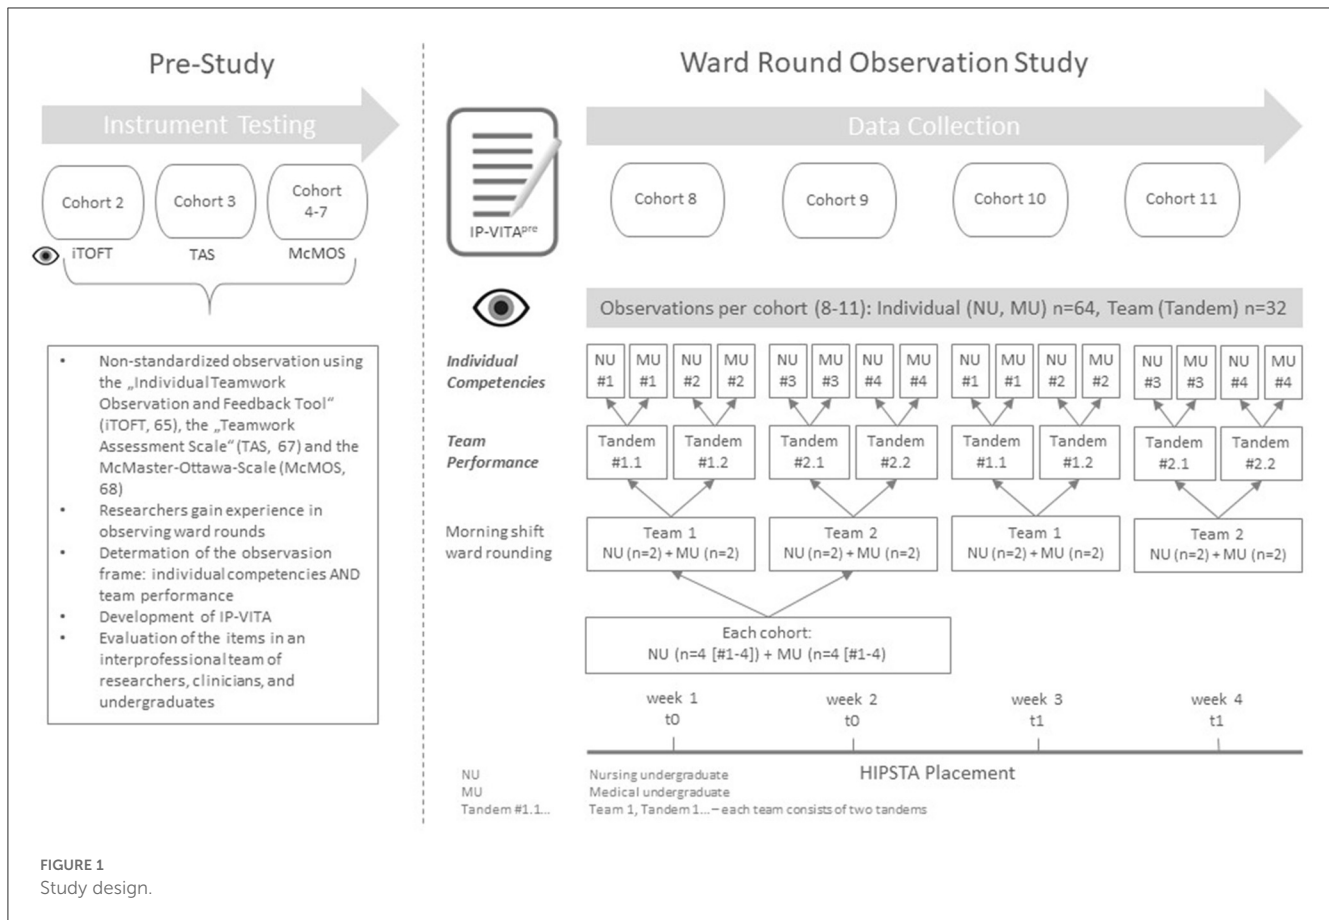 Pre-Study
Instrument Testing
Cohort 2
Cohort 3
Cohort
4-7
iTOFT
TAS
McMOS
• Non-standardized observation using
the „Individual Teamwork
Observation and Feedback Tool“
(iTOFT, 65), the „Teamwork
Assessment Scale“ (TAS, 67) and the
McMaster-Ottawa-Scale (McMOS,
68)
• Researchers gain experience in
observing ward rounds
• Determation of the observasion
frame: individual competencies AND
team performance
• Development of IP-VITA
• Evaluation of the items in an
interprofessional team of
researchers, clinicians, and
undergraduates
Ward Round Observation Study
Data Collection
IP-VITApre
Cohort 8
Cohort 9
Cohort 10
Cohort 11
Observations per cohort (8-11): Individual (NU, MU) n=64, Team (Tandem) n=32
Individual
Competencies
NU MU NU MU NU MU NU MU NU MU NU MU NU MU NU MU
#1 #1 #2 #2 #3 #3 #4 #4 #1 #1 #2 #2 #3 #3 #4 #4
Team
Performance
Tandem Tandem Tandem Tandem Tandem Tandem Tandem Tandem
#1.1 #1.2 #2.1 #2.2 #1.1 #1.2 #2.1 #2.2
Morning shift
ward rounding
Team 1 Team 2 Team 1 Team 2
NU (n=2) + MU (n=2) NU (n=2) + MU (n=2) NU (n=2) + MU (n=2) NU (n=2) + MU (n=2)
Each cohort:
NU (n=4 [#1-4]) + MU (n=4 [#1-4)
week 1 week 2 week 3 week 4
t0 t0 t1 t1
HIPSTA Placement
NU Nursing undergraduate
MU Medical undergraduate
Tandem #1.1... Team 1, Tandem 1... – each team consists of two tandems
FIGURE 1
Study design.